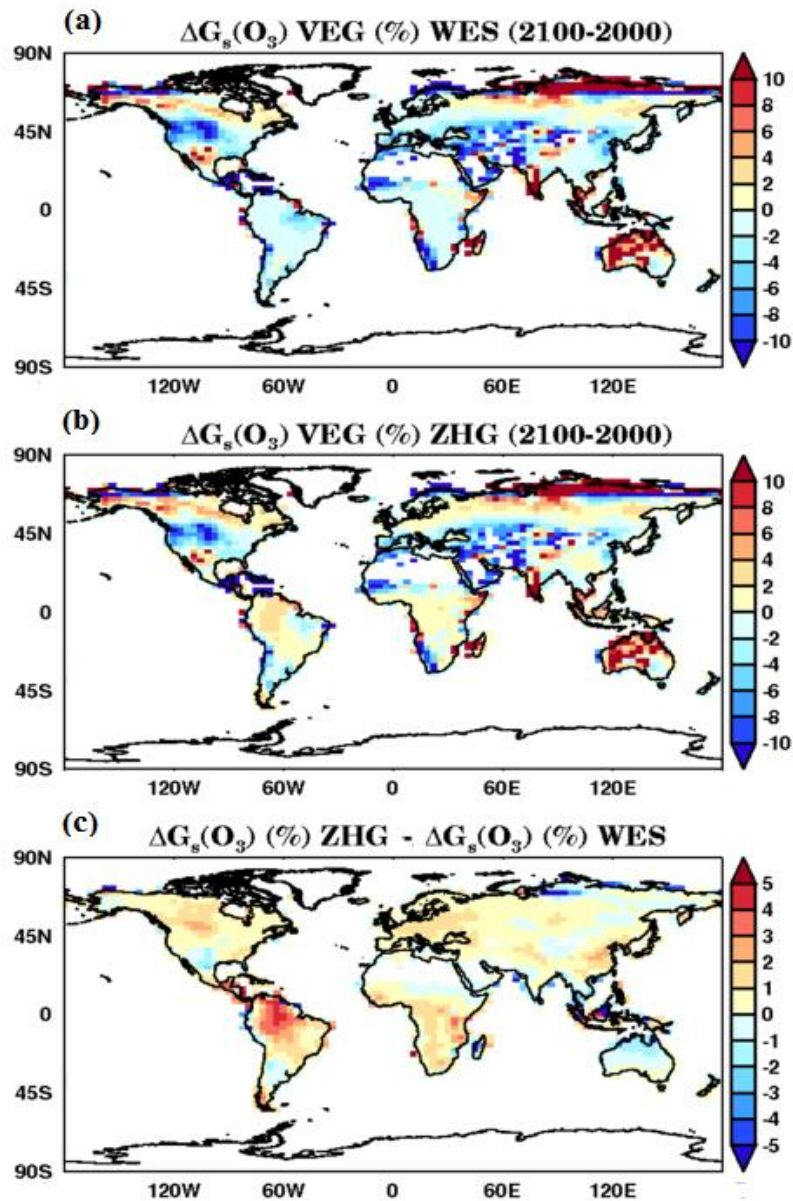 (a)
ΔGs(O3) VEG (%) WES (2100-2000)
90N
45N
0
45S
90S
120W 60W 0 60E 120E
10
8
6
4
2
0
-2
-4
-6
-8
-10
(b)
ΔGs(O3) VEG (%) ZHG (2100-2000)
90N
45N
0
45S
90S
120W 60W 0 60E 120E
10
8
6
4
2
0
-2
-4
-6
-8
-10
(c)
ΔGs(O3) (%) ZHG - ΔGs(O3) (%) WES
90N
45N
0
45S
90S
120W 60W 0 60E 120E
5
4
3
2
1
0
-1
-2
-3
-4
-5